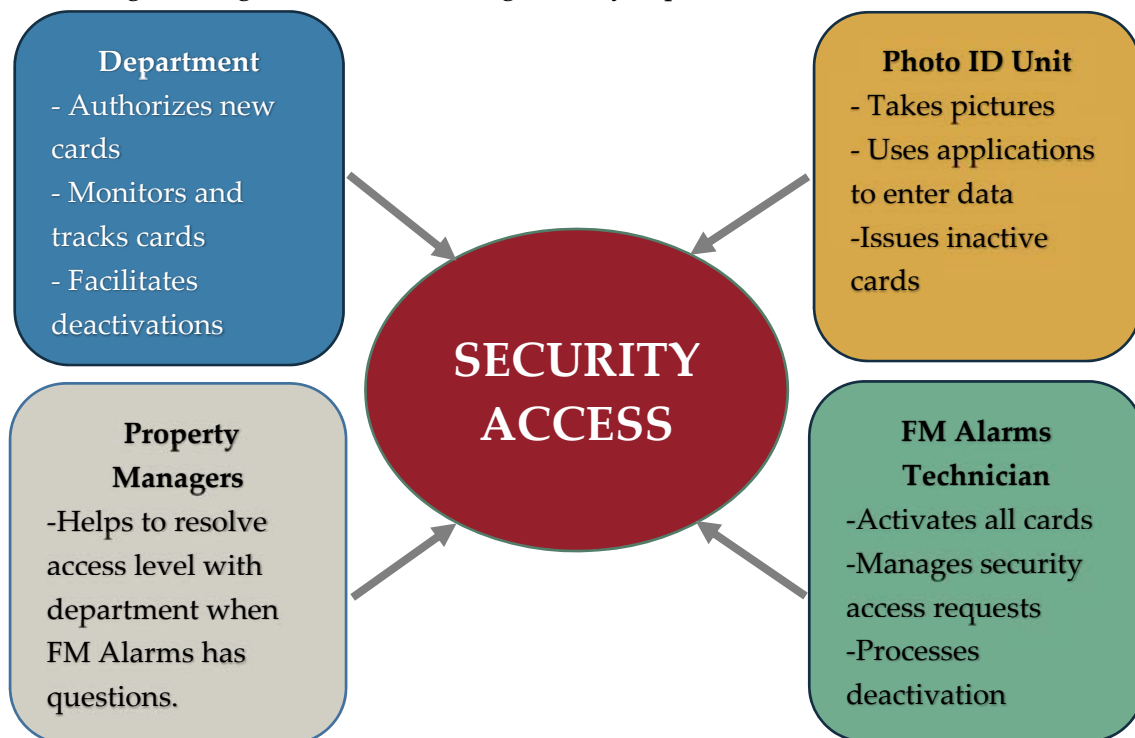 Department
- Authorizes new
cards
- Monitors and
tracks cards
- Facilitates
deactivations
Photo ID Unit
- Takes pictures
- Uses applications
to enter data
-Issues inactive
cards
SECURITY
ACCESS
Property
Managers
-Helps to resolve
access level with
department when
FM Alarms has
questions.
FM Alarms
Technician
-Activates all cards
-Manages security
access requests
-Processes
deactivation